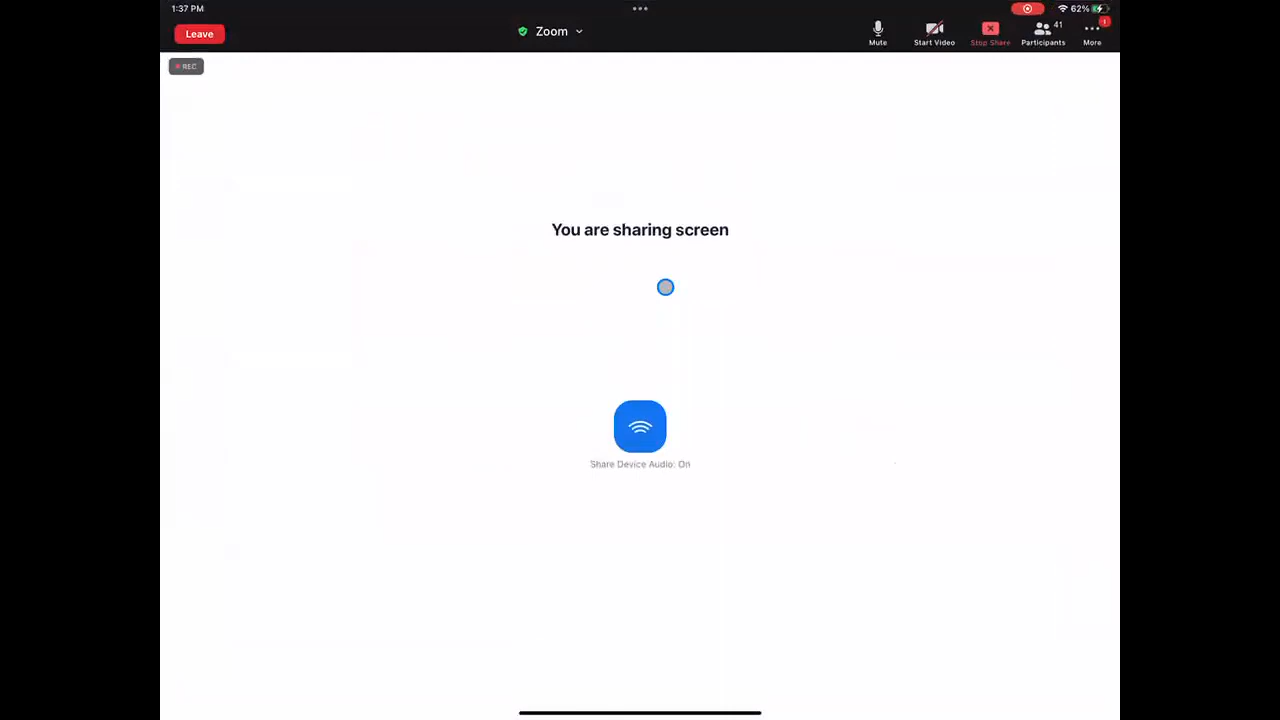 1:37 PM
62%
Leave
Zoom
Mute
Start Video
Stop Share
41
Participants
1
More
REC
You are sharing screen
Share Device Audio: On